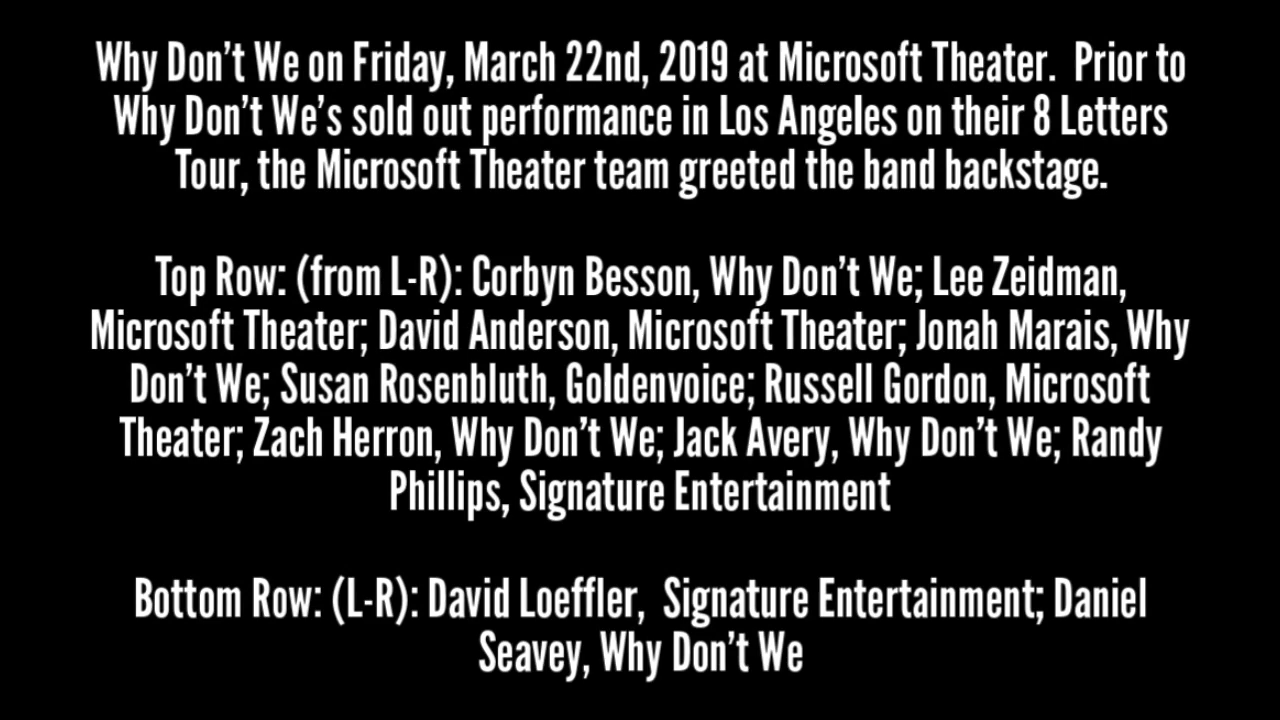 Why Don't We on Friday, March 22nd, 2019 at Microsoft Theater.  Prior to
Why Don't We's sold out performance in Los Angeles on their 8 Letters
Tour, the Microsoft Theater team greeted the band backstage.
Top Row: (from L-R): Corbyn Besson, Why Don't We; Lee Zeidman,
Microsoft Theater; David Anderson, Microsoft Theater; Jonah Marais, Why
Don't We; Susan Rosenbluth, Goldenvoice; Russell Gordon, Microsoft
Theater; Zach Herron, Why Don't We; Jack Avery, Why Don't We; Randy
Phillips, Signature Entertainment
Bottom Row: (L-R): David Loeffler,  Signature Entertainment; Daniel
Seavey, Why Don't We